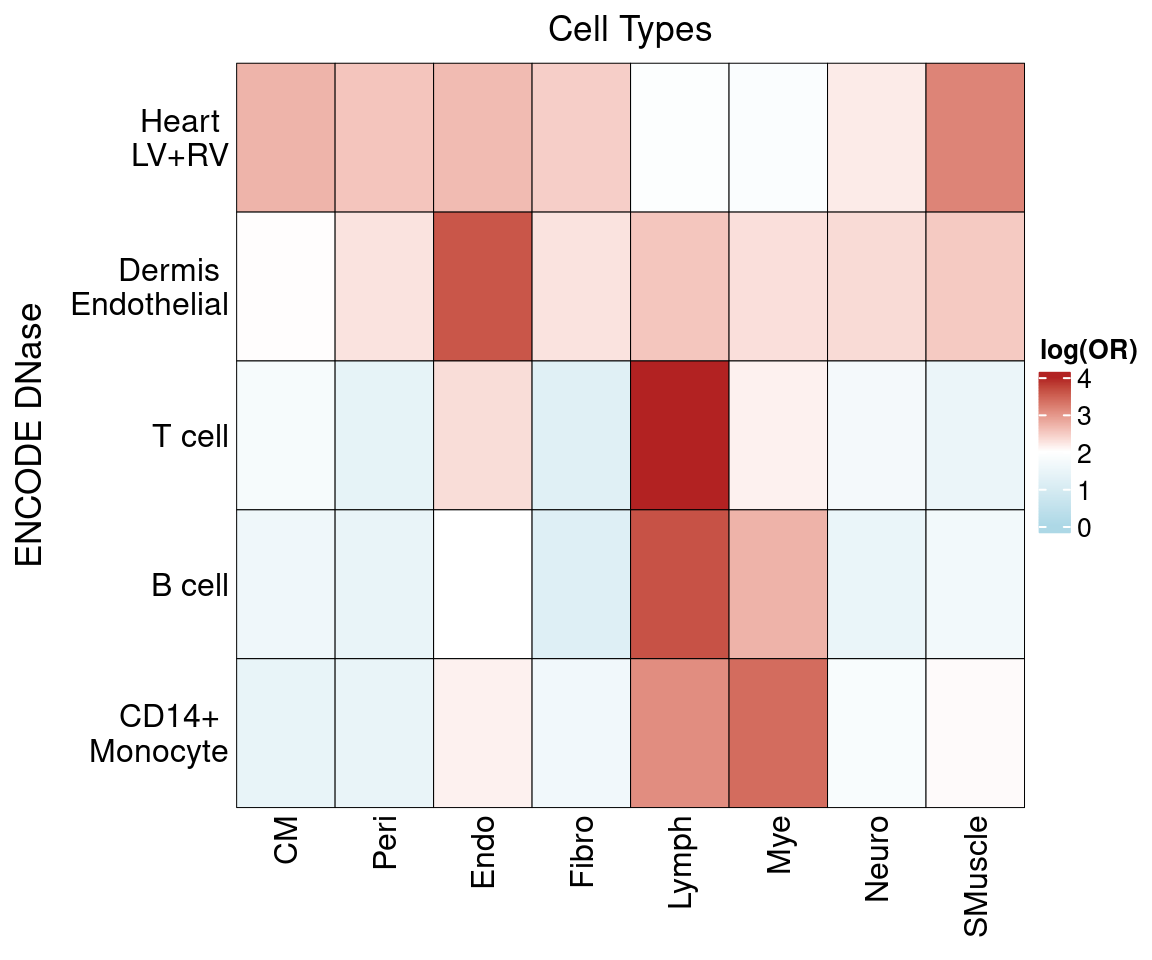 Cell Types
ENCODE DNase
Heart
LV+RV
Dermis
Endothelial
T cell
B cell
CD14+
Monocyte
CM
Peri
Endo
Fibro
Lymph
Mye
Neuro
SMuscle
log(OR)
4
3
2
1
0